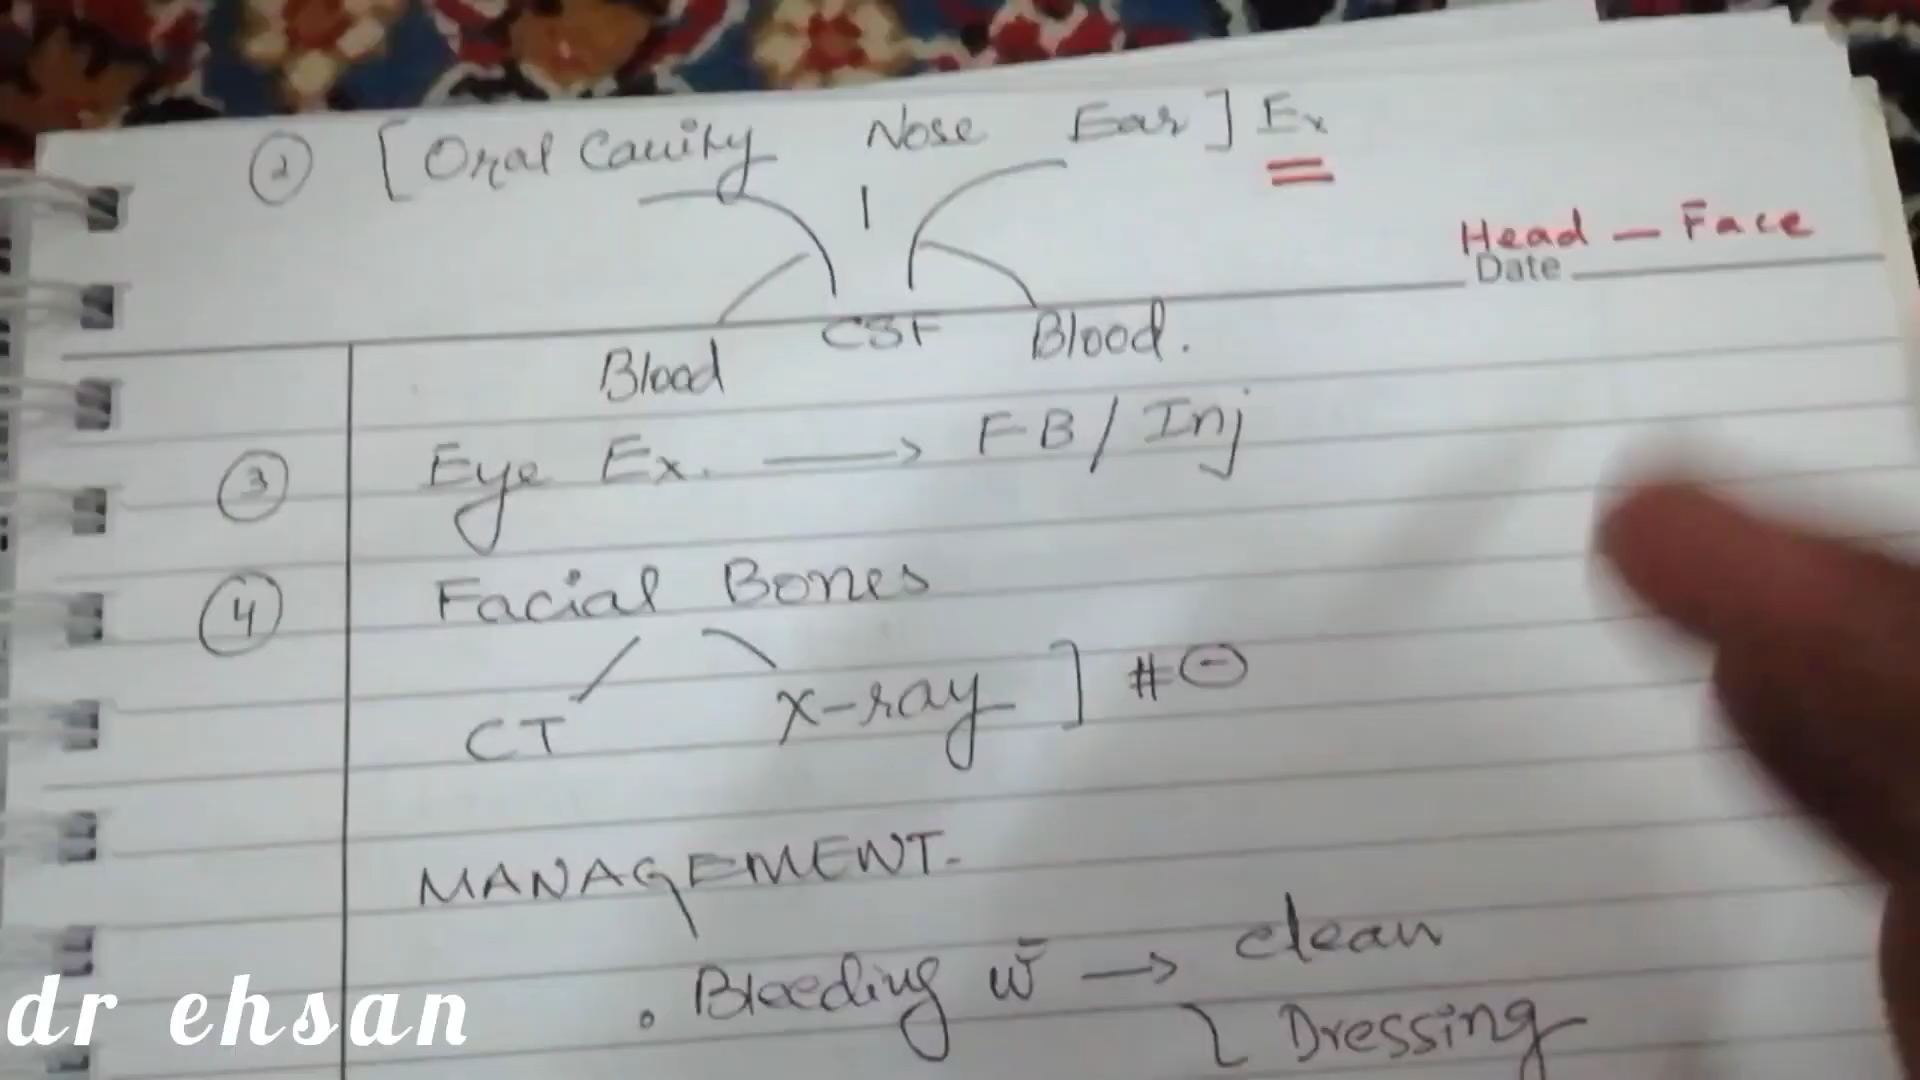 ② [Oral Cavity Nose Ear] Ex
Head - Face
Date
Blood CSF Blood.
③ Eye Ex. → FB / Inj
④ Facial Bones
CT X-ray ] # ⊖
MANAGEMENT-
. Bleeding w̄ → clean
Dressing
dr ehsan